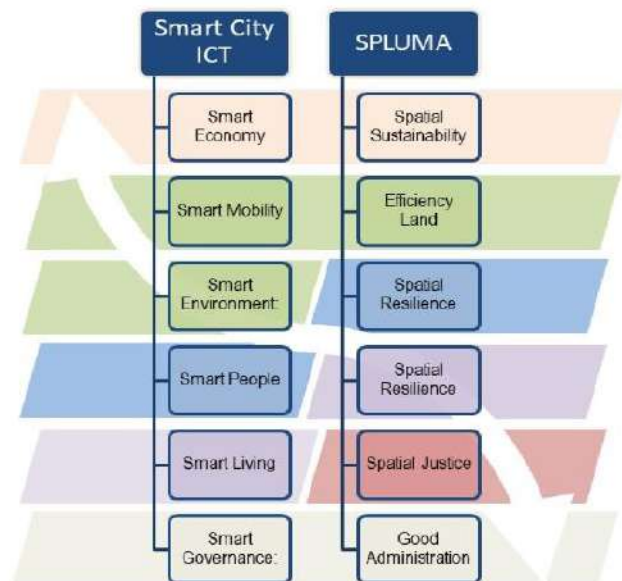 Smart City
ICT
SPLUMA
Smart
Economy
Spatial
Sustainability
Smart Mobility
Efficiency
Land
Smart
Environment:
Spatial
Resilience
Smart People
Spatial
Resilience
Smart Living
Spatial Justice
Smart
Governance:
Good
Administration